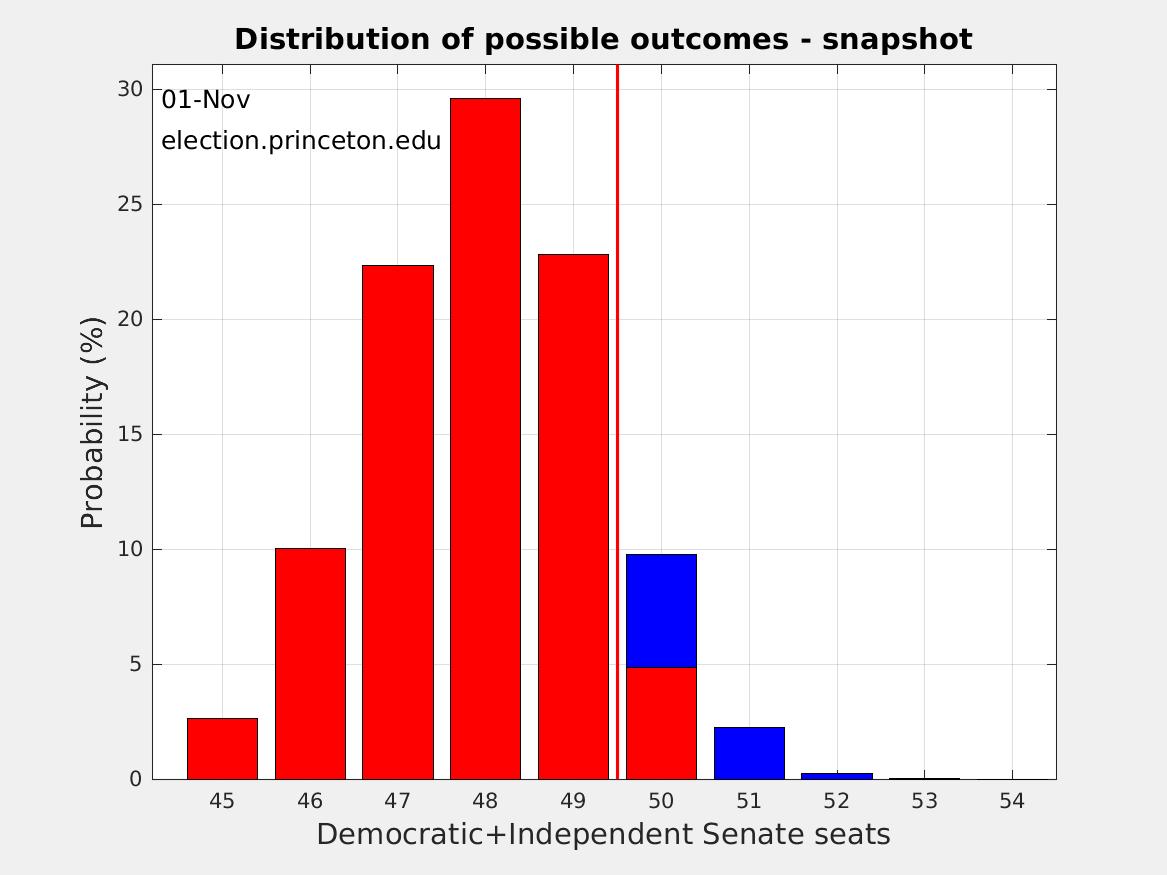 Distribution of possible outcomes - snapshot
01-Nov
election.princeton.edu
Probability (%)
30
25
20
15
10
5
0
45 46 47 48 49 50 51 52 53 54
Democratic+Independent Senate seats